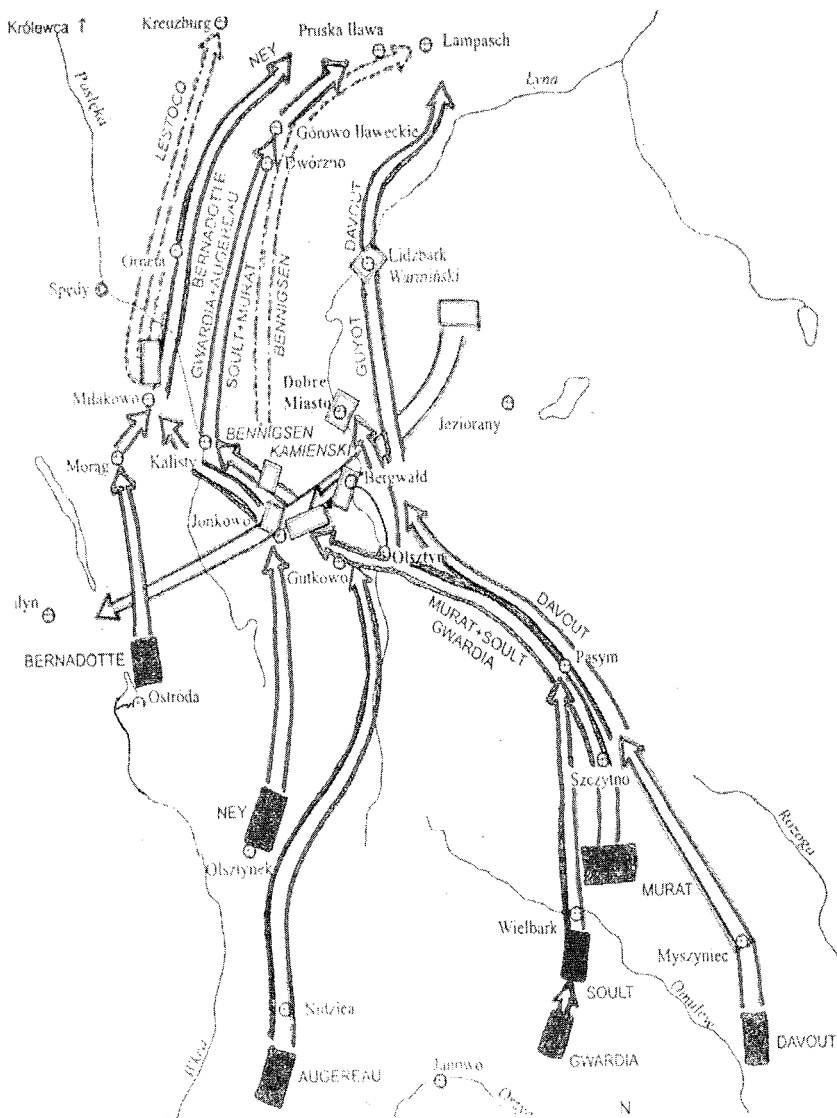 Królewca ↑
Kreuzburg
Pruska Iława
Lampasch
NEY
Pasłęka
Łyna
LESTOCQ
Górowo Iławeckie
Dwórzno
BERNADOTTE
GWARDIA+AUGEREAU
SOULT+MURAT
BENNIGSEN
DAVOUT
Orneta
Lidzbark
Warmiński
Spędy
GUYOT
Dobre
Miasto
Jeziorany
Miłakowo
BENNIGSEN
KAMIENSKI
Morąg
Kalisty
Bergwald
Jonkowo
Olsztyn
Gutkowo
DAVOUT
MURAT+SOULT
GWARDIA
BERNADOTTE
Ostróda
Pasym
Szczytno
NEY
Olsztynek
Rozoga
MURAT
Wielbark
Myszyniec
SOULT
Omulew
Nidzica
GWARDIA
DAVOUT
AUGEREAU
Wkra
Janowo
N